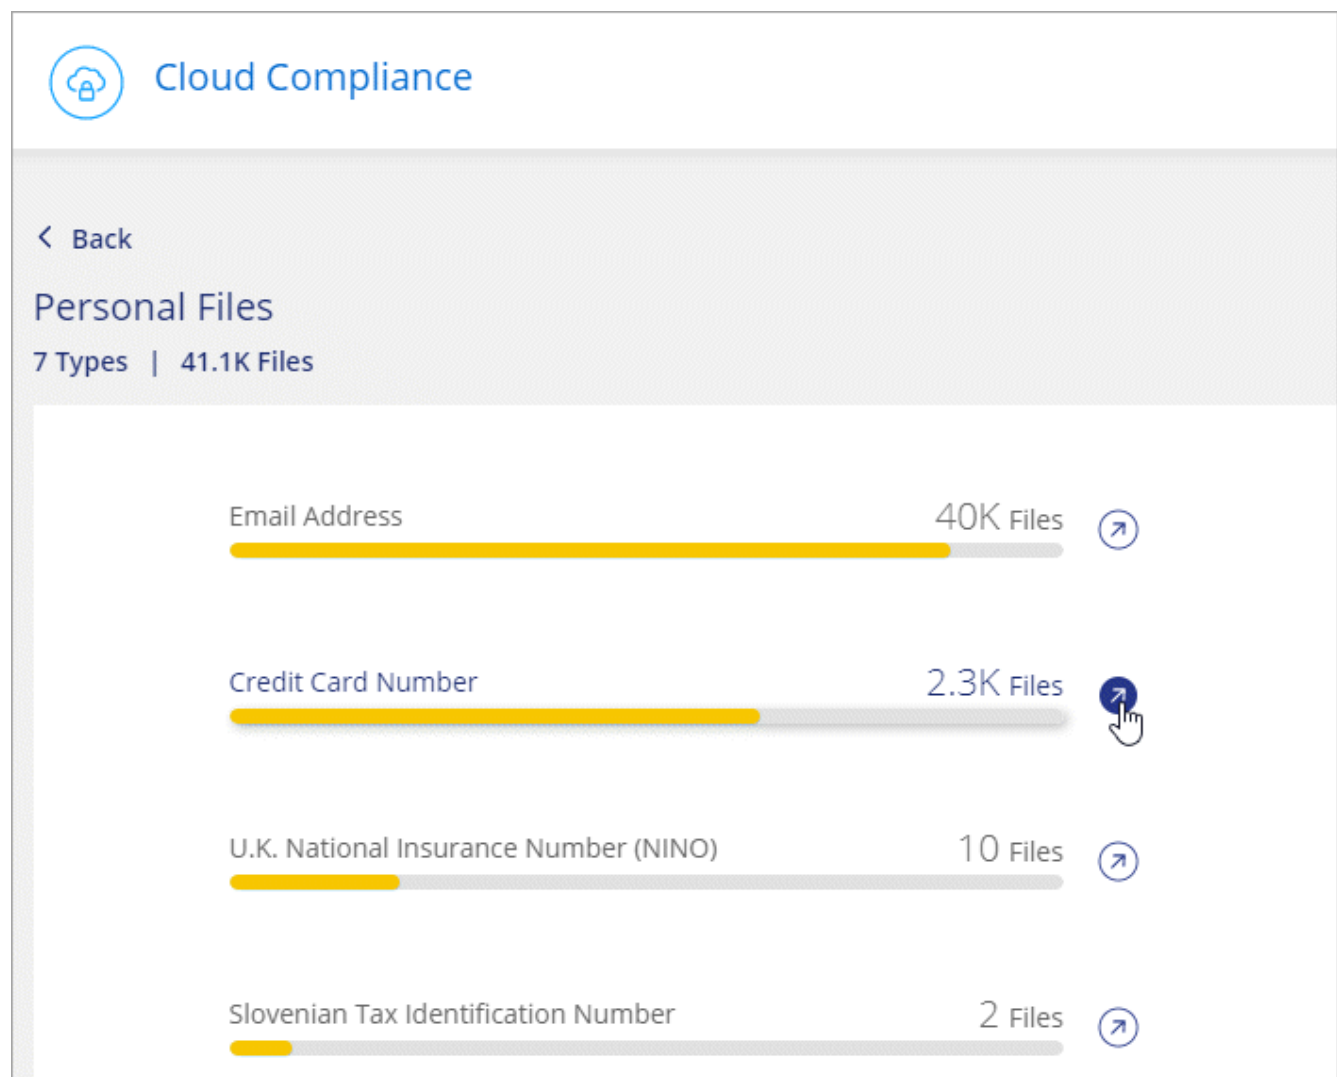 Cloud Compliance
Back
Personal Files
7 Types | 41.1K Files
Email Address 40K Files
Credit Card Number 2.3K Files
U.K. National Insurance Number (NINO) 10 Files
Slovenian Tax Identification Number 2 Files